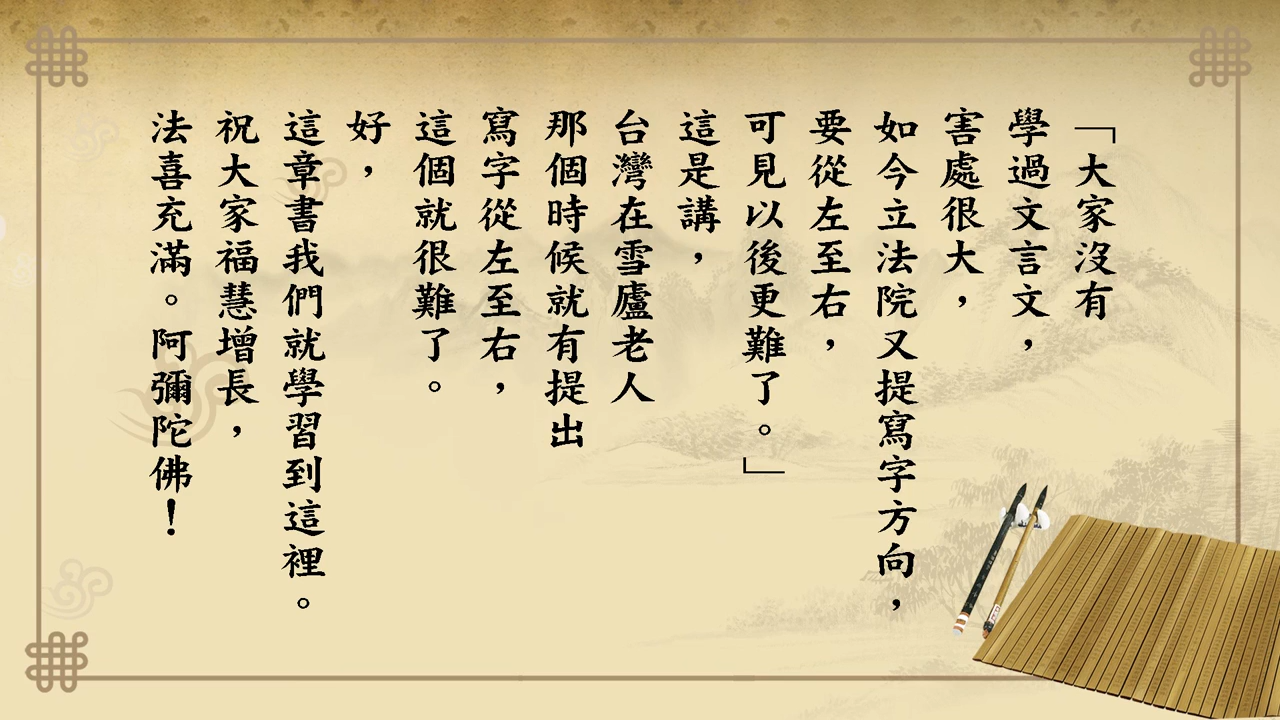 「大家沒有
學過文言文，
害處很大，
如今立法院又提寫字方向，
要從左至右，
可見以後更難了。」
這是講，
台灣在雪廬老人
那個時候就有提出
寫字從左至右，
這個就很難了。
好，
這章書我們就學習到這裡。
祝大家福慧增長，
法喜充滿。阿彌陀佛！